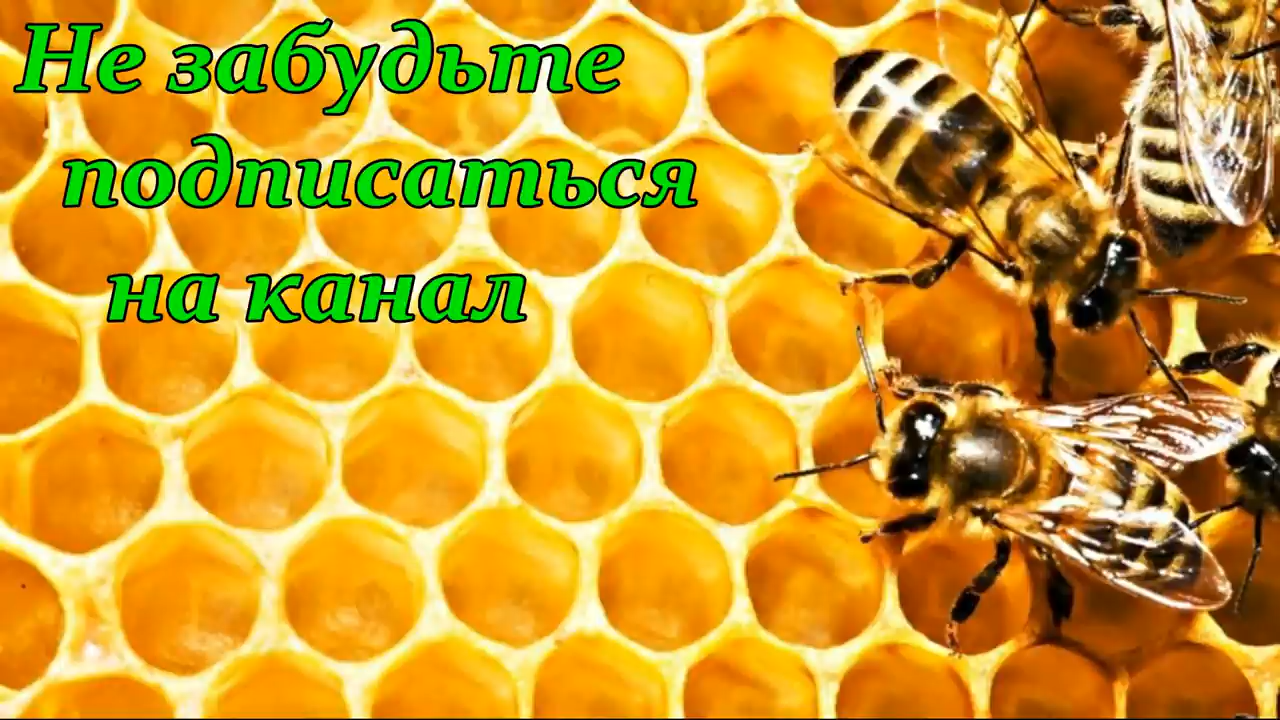 Не забудьте
подписаться
на канал